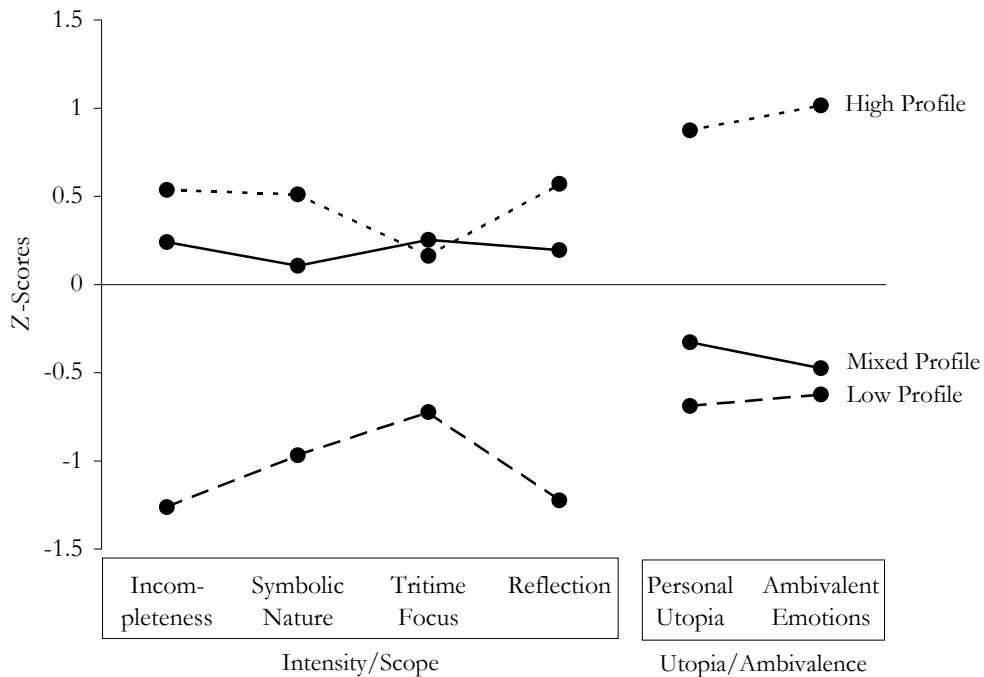 1.5
1
High Profile
0.5
Z-Scores
0
-0.5
Mixed Profile
Low Profile
-1
-1.5
Incom-
pleteness
Symbolic
Nature
Tritime
Focus
Reflection
Personal
Utopia
Ambivalent
Emotions
Intensity/Scope
Utopia/Ambivalence